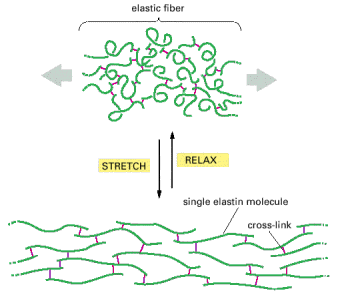 elastic fiber
STRETCH
RELAX
single elastin molecule
cross-link